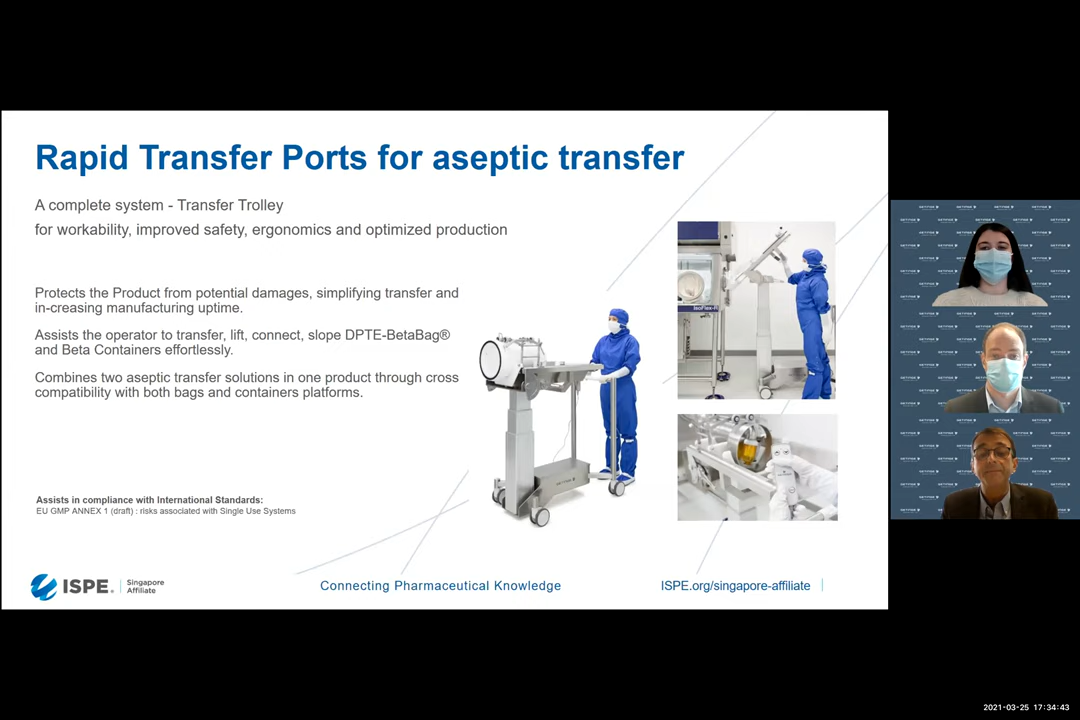 Rapid Transfer Ports for aseptic transfer
A complete system - Transfer Trolley
for workability, improved safety, ergonomics and optimized production
Protects the Product from potential damages, simplifying transfer and
in-creasing manufacturing uptime.
Assists the operator to transfer, lift, connect, slope DPTE-BetaBag®
and Beta Containers effortlessly.
Combines two aseptic transfer solutions in one product through cross
compatibility with both bags and containers platforms.
Assists in compliance with International Standards:
EU GMP ANNEX 1 (draft) : risks associated with Single Use Systems
ISPE®
Singapore
Affiliate
Connecting Pharmaceutical Knowledge
ISPE.org/singapore-affiliate
2021-03-25 17:34:43